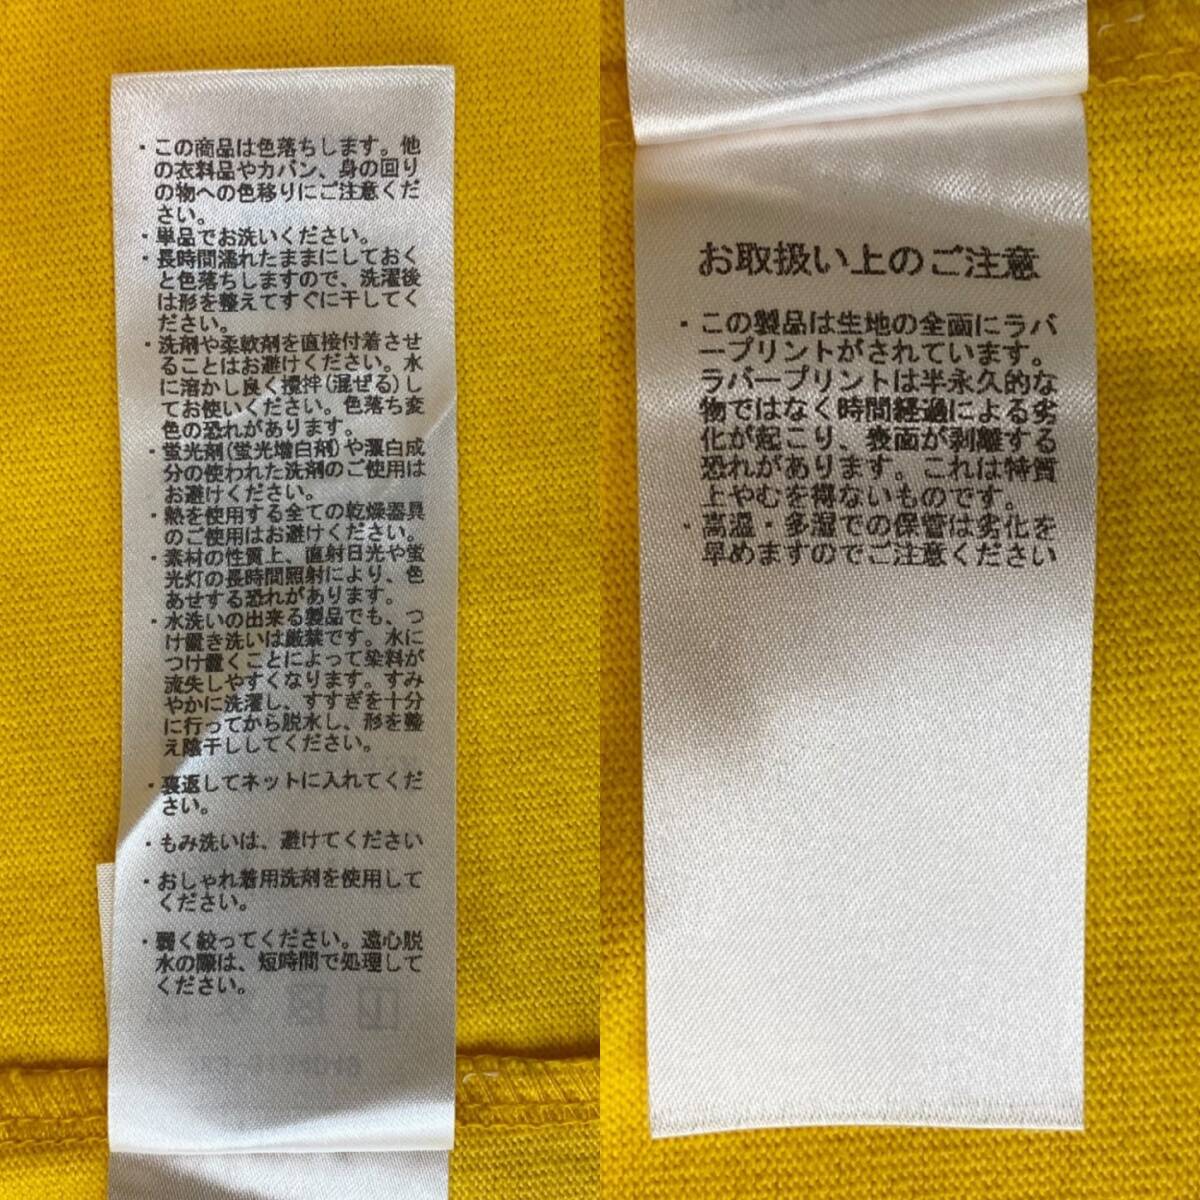 ・この商品は色落ちします。他
の衣料品やカバン、身の回り
の物への色移りにご注意くだ
さい。
・単品でお洗いください。
・長時間濡れたままにしておく
と色落ちしますので、洗濯後
は形を整えてすぐに干してく
ださい。
・洗剤や柔軟剤を直接付着させ
ることはお避けください。水
に溶かし良く攪拌(混ぜる)し
てお使いください。色落ち変
色の恐れがあります。
・蛍光剤(蛍光増白剤)や漂白成
分の使われた洗剤のご使用は
お避けください。
・熱を使用する全ての乾燥器具
のご使用はお避けください。
・素材の性質上、直射日光や蛍
光灯の長時間照射により、色
あせする恐れがあります。
・水洗いの出来る製品でも、つ
け置き洗いは厳禁です。水に
つけ置くことによって染料が
流失しやすくなります。すみ
やかに洗濯し、すすぎを十分
に行ってから脱水し、形を整
え陰干ししてください。
・裏返してネットに入れてくだ
さい。
・もみ洗いは、避けてください
・おしゃれ着用洗剤を使用して
ください。
・弱く絞ってください。遠心脱
水の際は、短時間で処理して
ください。
お取扱い上のご注意
・この製品は生地の全面にラバ
ープリントがされています。
ラバープリントは半永久的な
物ではなく時間経過による劣
化が起こり、表面が剥離する
恐れがあります。これは特質
上やむを得ないものです。
・高温・多湿での保管は劣化を
早めますのでご注意ください